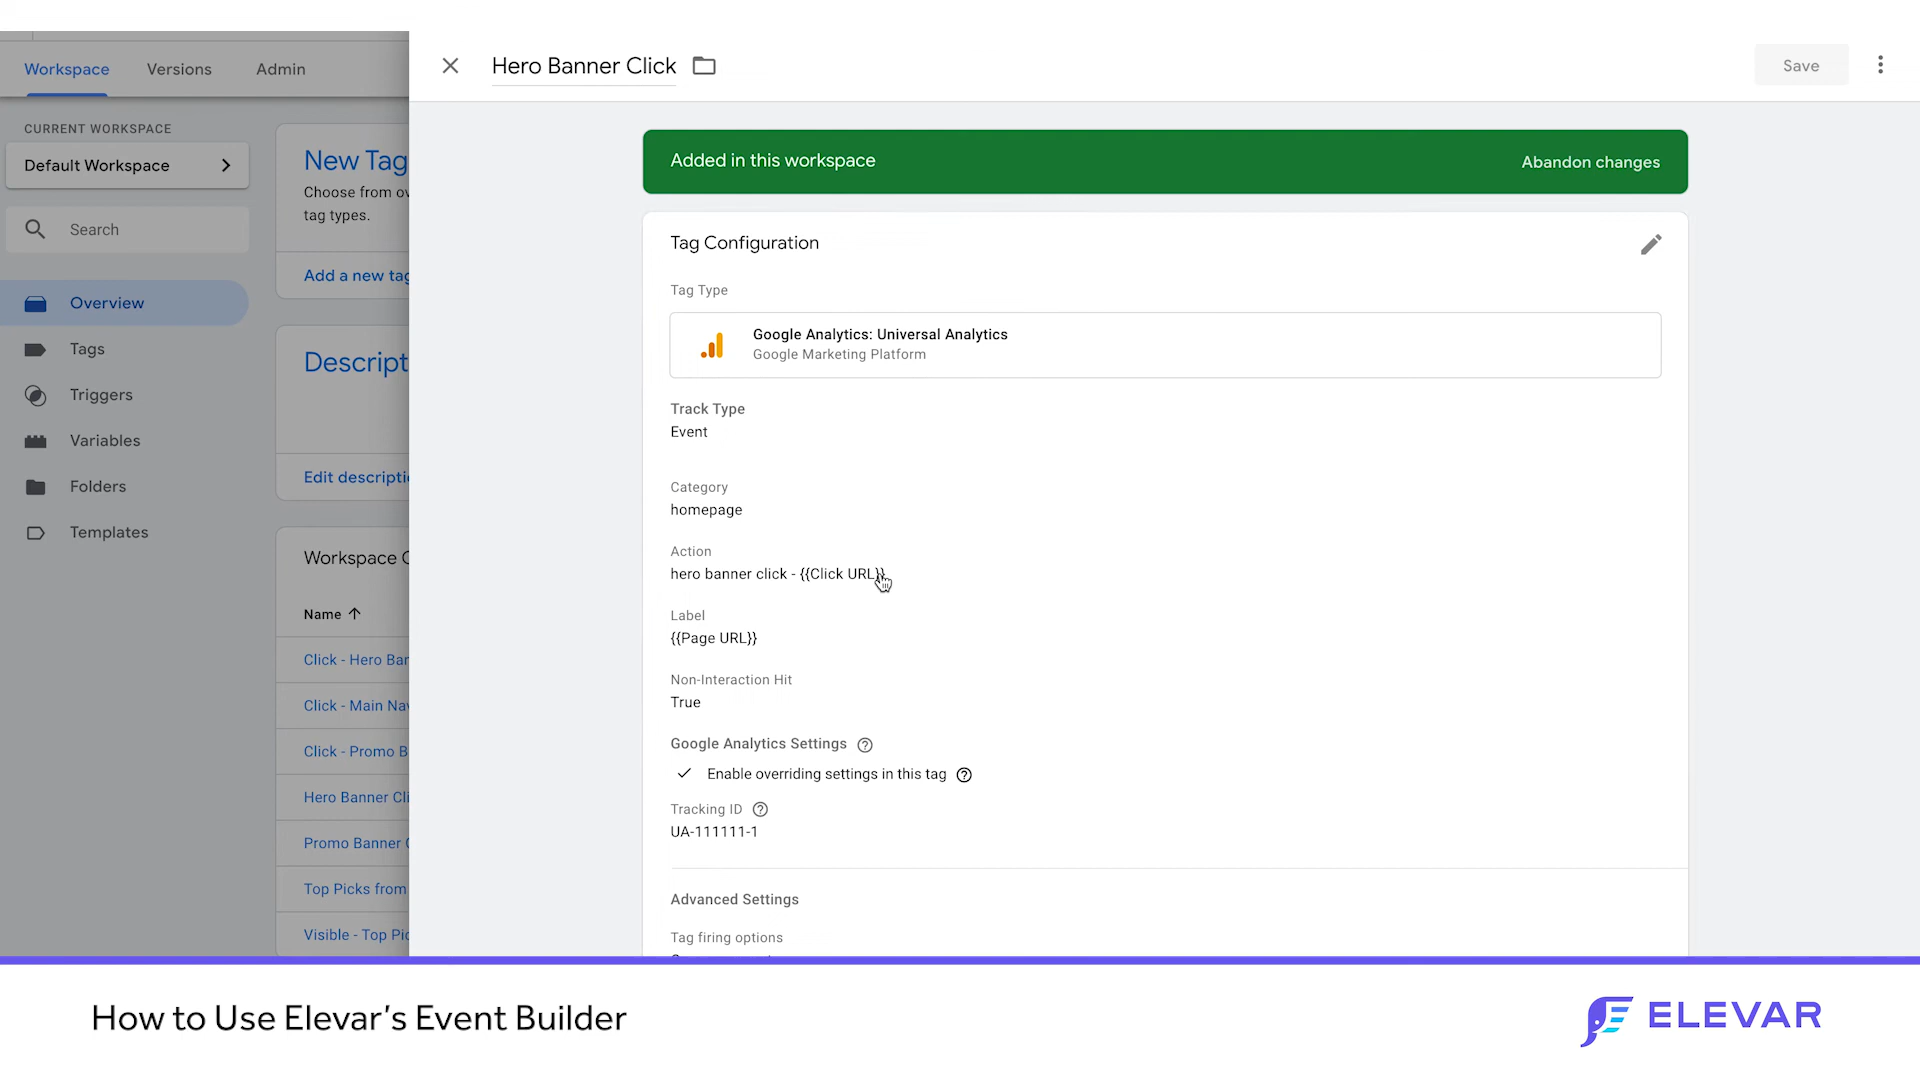 Workspace
Versions
Admin
Hero Banner Click
Save
CURRENT WORKSPACE
Default Workspace
Search
Overview
Tags
Triggers
Variables
Folders
Templates
New Tag
Choose from
tag types.
Add a new tag
Descript
Edit descripti
Workspace C
Name
Click - Hero Ban
Click - Main Nav
Click - Promo B
Hero Banner Cli
Promo Banner
Top Picks from
Visible - Top Pic
Added in this workspace
Abandon changes
Tag Configuration
Tag Type
Google Analytics: Universal Analytics
Google Marketing Platform
Track Type
Event
Category
homepage
Action
hero banner click - {{Click URL}}
Label
{{Page URL}}
Non-Interaction Hit
True
Google Analytics Settings
Enable overriding settings in this tag
Tracking ID
UA-111111-1
Advanced Settings
Tag firing options
How to Use Elevar's Event Builder
ELEVAR